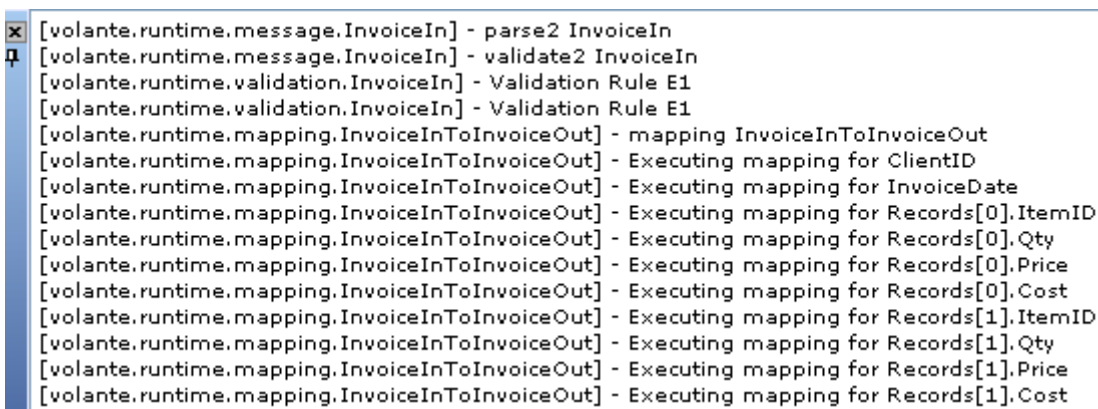 [volante.runtime.message.InvoiceIn] - parse2 InvoiceIn
[volante.runtime.message.InvoiceIn] - validate2 InvoiceIn
[volante.runtime.validation.InvoiceIn] - Validation Rule E1
[volante.runtime.validation.InvoiceIn] - Validation Rule E1
[volante.runtime.mapping.InvoiceInToInvoiceOut] - mapping InvoiceInToInvoiceOut
[volante.runtime.mapping.InvoiceInToInvoiceOut] - Executing mapping for ClientID
[volante.runtime.mapping.InvoiceInToInvoiceOut] - Executing mapping for InvoiceDate
[volante.runtime.mapping.InvoiceInToInvoiceOut] - Executing mapping for Records[0].ItemID
[volante.runtime.mapping.InvoiceInToInvoiceOut] - Executing mapping for Records[0].Qty
[volante.runtime.mapping.InvoiceInToInvoiceOut] - Executing mapping for Records[0].Price
[volante.runtime.mapping.InvoiceInToInvoiceOut] - Executing mapping for Records[0].Cost
[volante.runtime.mapping.InvoiceInToInvoiceOut] - Executing mapping for Records[1].ItemID
[volante.runtime.mapping.InvoiceInToInvoiceOut] - Executing mapping for Records[1].Qty
[volante.runtime.mapping.InvoiceInToInvoiceOut] - Executing mapping for Records[1].Price
[volante.runtime.mapping.InvoiceInToInvoiceOut] - Executing mapping for Records[1].Cost